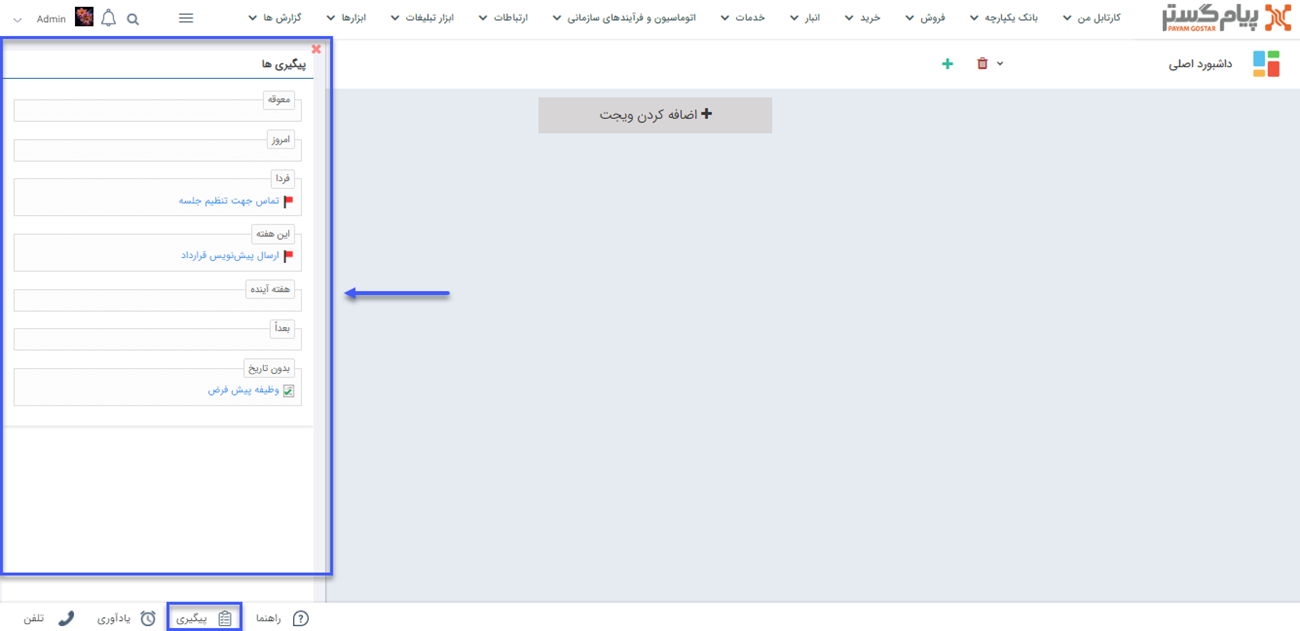 پیام گستر
PAYAM GOSTAR
کارتابل من
بانک یکپارچه
فروش
خرید
انبار
خدمات
اتوماسیون و فرآیندهای سازمانی
ارتباطات
ابزار تبلیغات
ابزارها
گزارش ها
Admin
داشبورد اصلی
اضافه کردن ویجت
پیگیری ها
معوقه
امروز
فردا
تماس جهت تنظیم جلسه
این هفته
ارسال پیش‌نویس قرارداد
هفته آینده
بعداً
بدون تاریخ
وظیفه پیش فرض
راهنما
پیگیری
یادآوری
تلفن